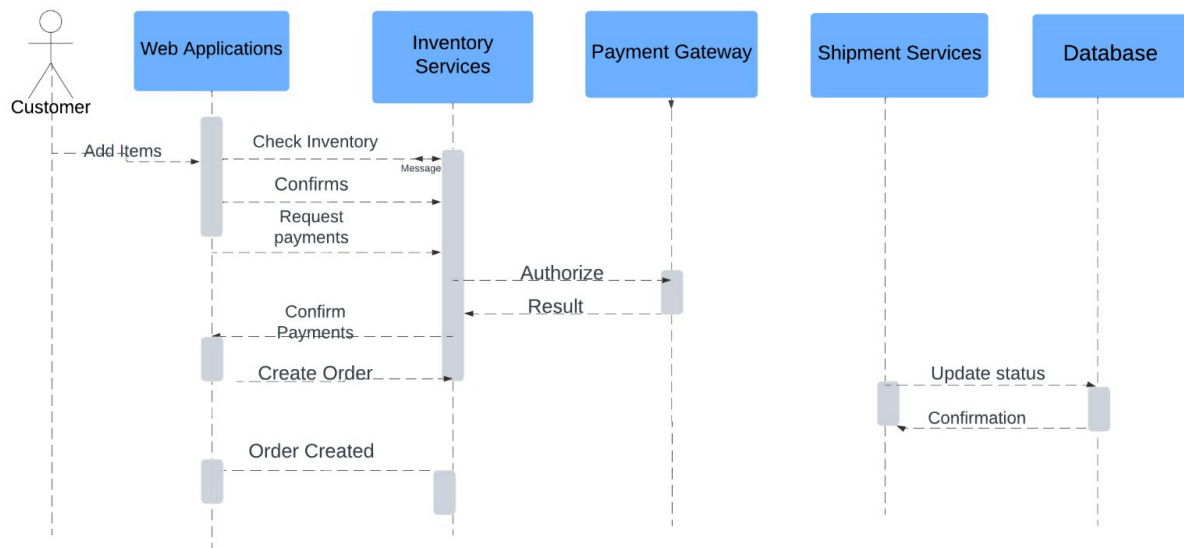 Customer
Web Applications
Inventory
Services
Payment Gateway
Shipment Services
Database
Add Items
Check Inventory
Message
Confirms
Request
payments
Authorize
Result
Confirm
Payments
Create Order
Update status
Confirmation
Order Created